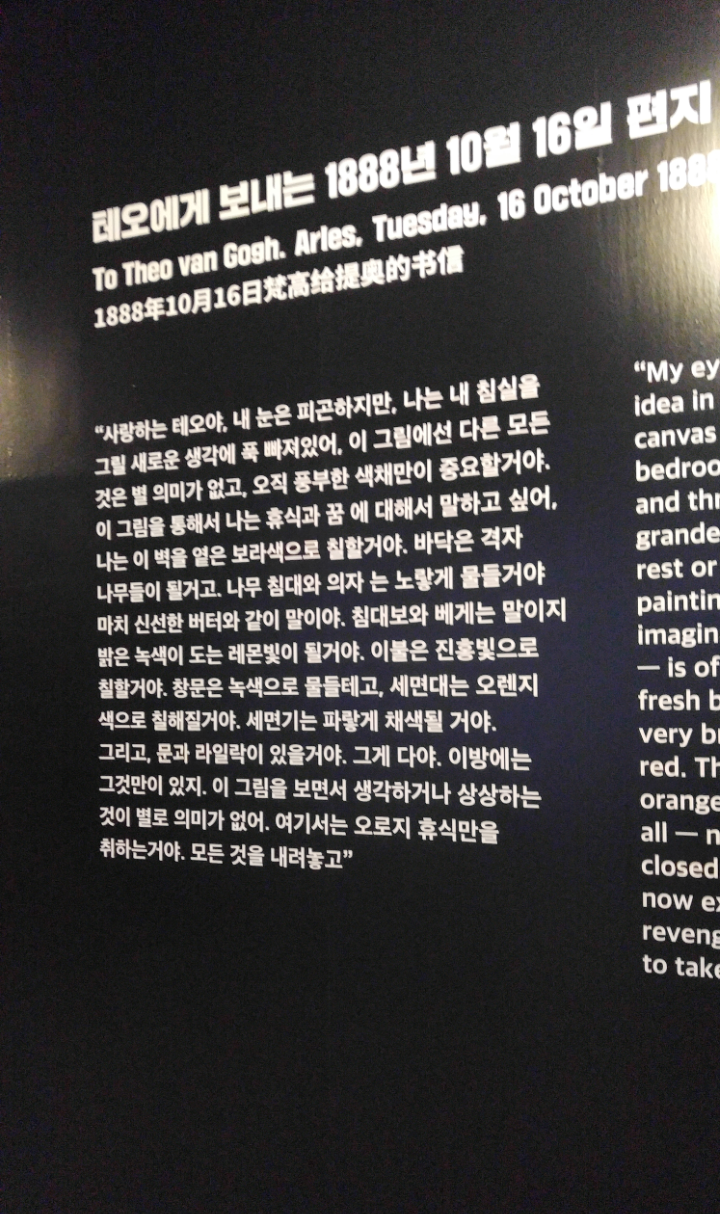 테오에게 보내는 1888년 10월 16일 편지
To Theo van Gogh. Arles, Tuesday, 16 October 1888
1888年10月16日梵高给提奥的书信
“사랑하는 테오야, 내 눈은 피곤하지만, 나는 내 침실을
그릴 새로운 생각에 푹 빠져있어, 이 그림에선 다른 모든
것은 별 의미가 없고, 오직 풍부한 색채만이 중요할거야.
이 그림을 통해서 나는 휴식과 꿈 에 대해서 말하고 싶어,
나는 이 벽을 옅은 보라색으로 칠할거야. 바닥은 격자
나무들이 될거고. 나무 침대와 의자 는 노랗게 물들거야
마치 신선한 버터와 같이 말이야. 침대보와 베게는 말이지
밝은 녹색이 도는 레몬빛이 될거야. 이불은 진홍빛으로
칠할거야. 창문은 녹색으로 물들테고, 세면대는 오렌지
색으로 칠해질거야. 세면기는 파랗게 채색될 거야.
그리고, 문과 라일락이 있을거야. 그게 다야. 이방에는
그것만이 있지. 이 그림을 보면서 생각하거나 상상하는
것이 별로 의미가 없어. 여기서는 오로지 휴식만을
취하는거야. 모든 것을 내려놓고”
“My ey
idea in
canvas
bedroo
and thr
grande
rest or
paintin
imagin
— is of
fresh b
very br
red. Th
orange
all — n
closed
now ex
reveng
to take